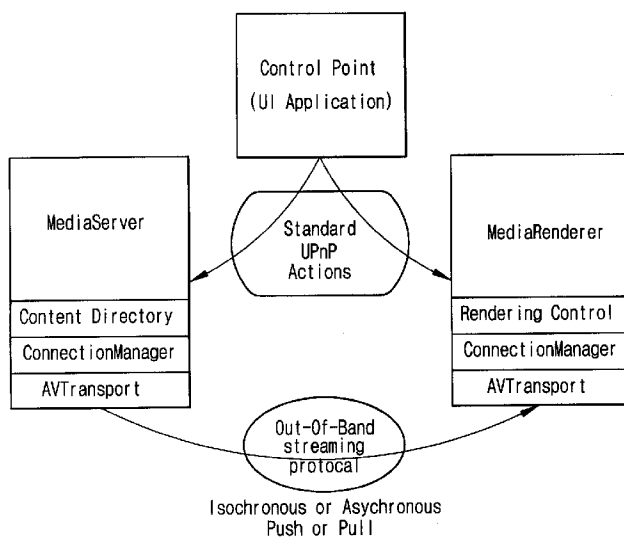 Control Point
(UI Application)
MediaServer
Content Directory
ConnectionManager
AVTransport
Standard
UPnP
Actions
MediaRenderer
Rendering Control
ConnectionManager
AVTransport
Out-Of-Band
streaming
protocal
Isochronous or Asychronous
Push or Pull